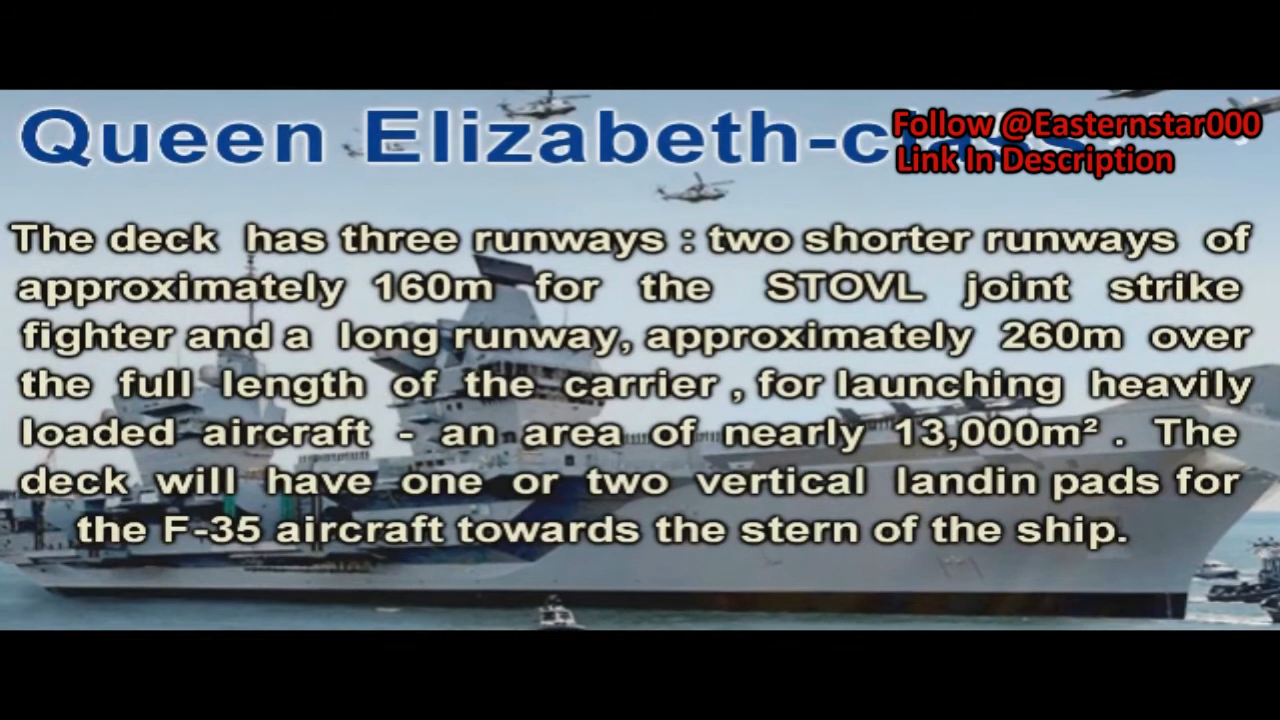 Queen Elizabeth-class
Follow @Easternstar000
Link In Description
The deck has three runways : two shorter runways of
approximately 160m for the STOVL joint strike
fighter and a long runway, approximately 260m over
the full length of the carrier , for launching heavily
loaded aircraft - an area of nearly 13,000m² . The
deck will have one or two vertical landin pads for
the F-35 aircraft towards the stern of the ship.